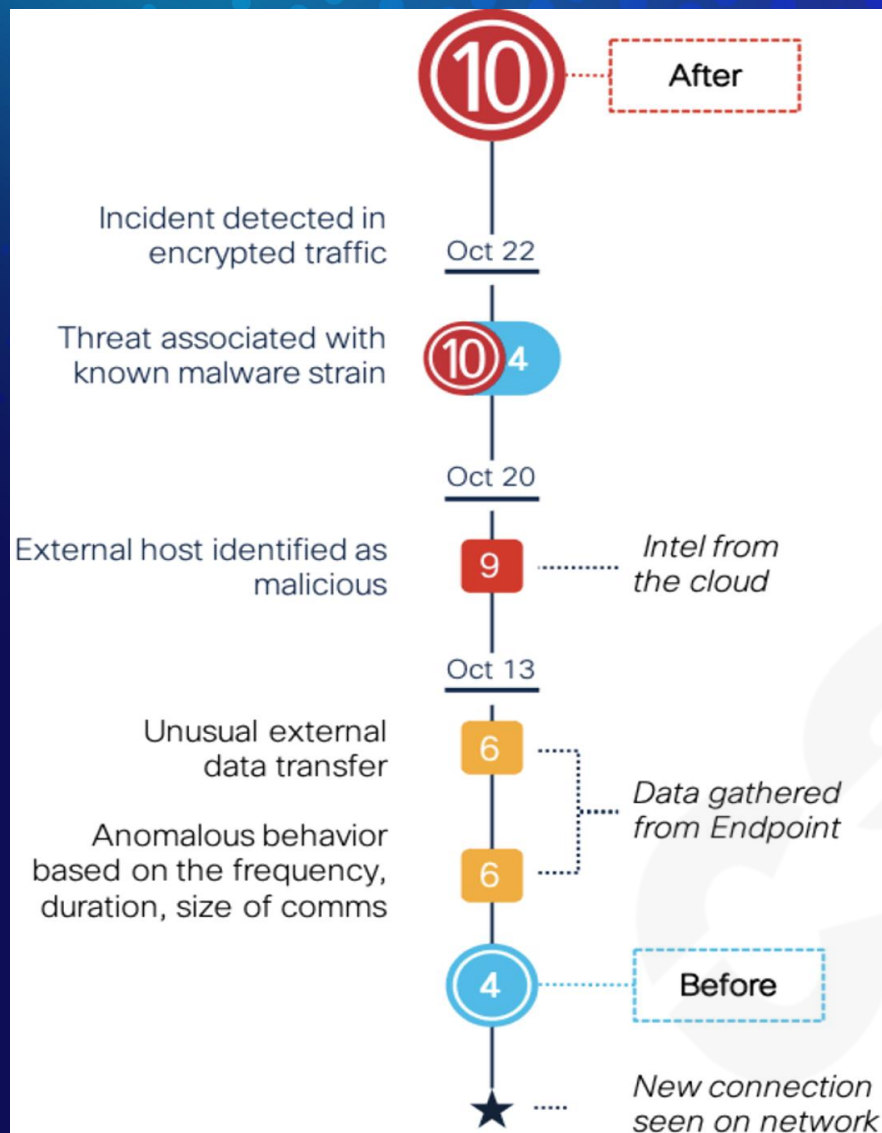 10
After
Incident detected in
encrypted traffic
Oct 22
Threat associated with
known malware strain
10 4
Oct 20
External host identified as
malicious
9
Intel from
the cloud
Oct 13
Unusual external
data transfer
6
Data gathered
from Endpoint
Anomalous behavior
based on the frequency,
duration, size of comms
6
4
Before
New connection
seen on network